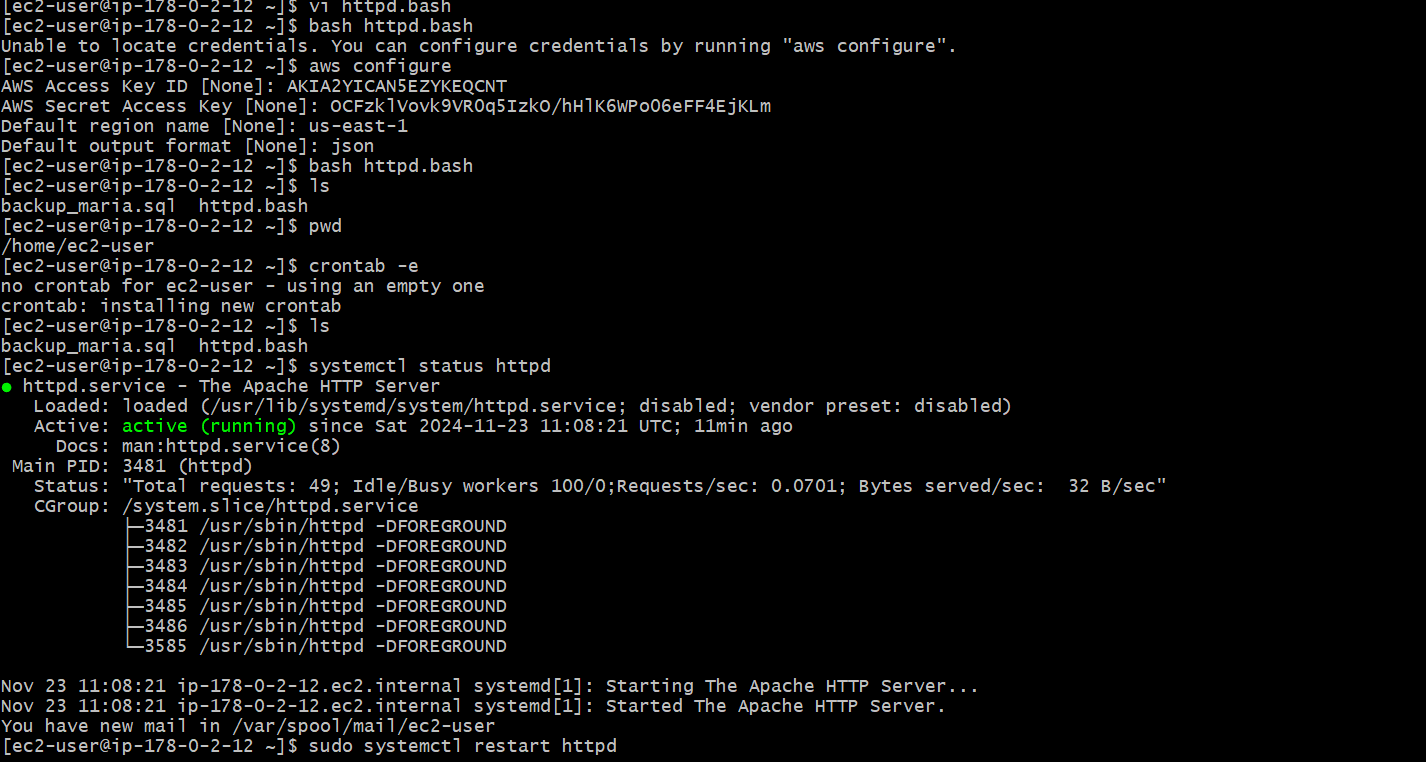 [ec2-user@ip-178-0-2-12 ~]$ vi httpd.bash
[ec2-user@ip-178-0-2-12 ~]$ bash httpd.bash
Unable to locate credentials. You can configure credentials by running "aws configure".
[ec2-user@ip-178-0-2-12 ~]$ aws configure
AWS Access Key ID [None]: AKIA2YICAN5EZYKEQCNT
AWS Secret Access Key [None]: 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
Default region name [None]: us-east-1
Default output format [None]: json
[ec2-user@ip-178-0-2-12 ~]$ bash httpd.bash
[ec2-user@ip-178-0-2-12 ~]$ ls
backup_maria.sql  httpd.bash
[ec2-user@ip-178-0-2-12 ~]$ pwd
/home/ec2-user
[ec2-user@ip-178-0-2-12 ~]$ crontab -e
no crontab for ec2-user - using an empty one
crontab: installing new crontab
[ec2-user@ip-178-0-2-12 ~]$ ls
backup_maria.sql  httpd.bash
[ec2-user@ip-178-0-2-12 ~]$ systemctl status httpd
● httpd.service - The Apache HTTP Server
   Loaded: loaded (/usr/lib/systemd/system/httpd.service; disabled; vendor preset: disabled)
   Active: active (running) since Sat 2024-11-23 11:08:21 UTC; 11min ago
     Docs: man:httpd.service(8)
 Main PID: 3481 (httpd)
   Status: "Total requests: 49; Idle/Busy workers 100/0;Requests/sec: 0.0701; Bytes served/sec:  32 B/sec"
   CGroup: /system.slice/httpd.service
           ├─3481 /usr/sbin/httpd -DFOREGROUND
           ├─3482 /usr/sbin/httpd -DFOREGROUND
           ├─3483 /usr/sbin/httpd -DFOREGROUND
           ├─3484 /usr/sbin/httpd -DFOREGROUND
           ├─3485 /usr/sbin/httpd -DFOREGROUND
           ├─3486 /usr/sbin/httpd -DFOREGROUND
           └─3585 /usr/sbin/httpd -DFOREGROUND
Nov 23 11:08:21 ip-178-0-2-12.ec2.internal systemd[1]: Starting The Apache HTTP Server...
Nov 23 11:08:21 ip-178-0-2-12.ec2.internal systemd[1]: Started The Apache HTTP Server.
You have new mail in /var/spool/mail/ec2-user
[ec2-user@ip-178-0-2-12 ~]$ sudo systemctl restart httpd